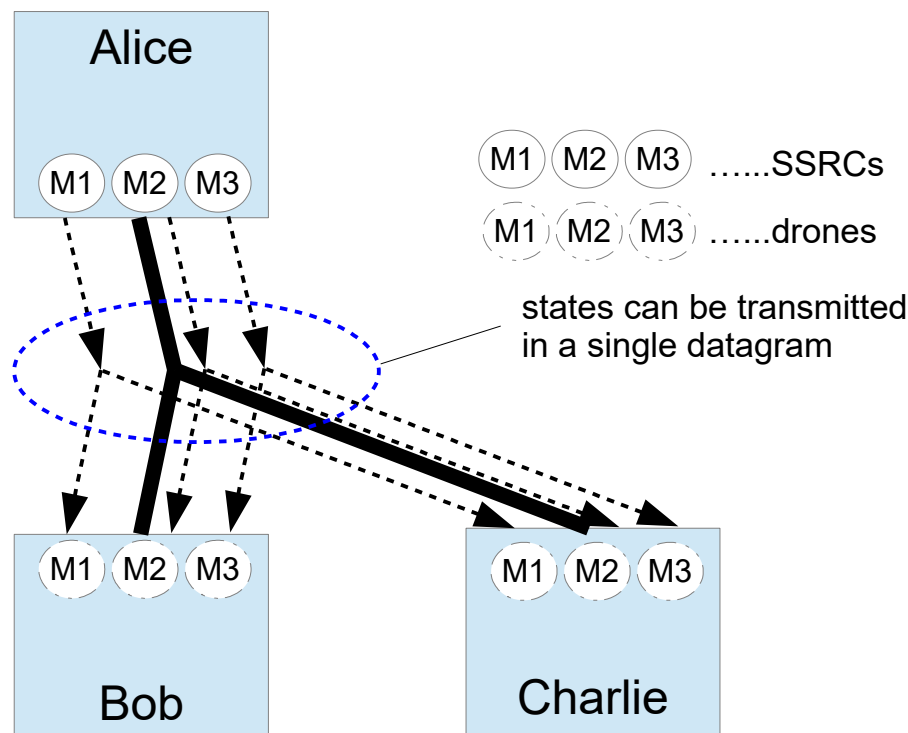 Alice
M1 M2 M3
M1 M2 M3 …...SSRCs
M1 M2 M3 …...drones
states can be transmitted
in a single datagram
M1 M2 M3
Bob
M1 M2 M3
Charlie